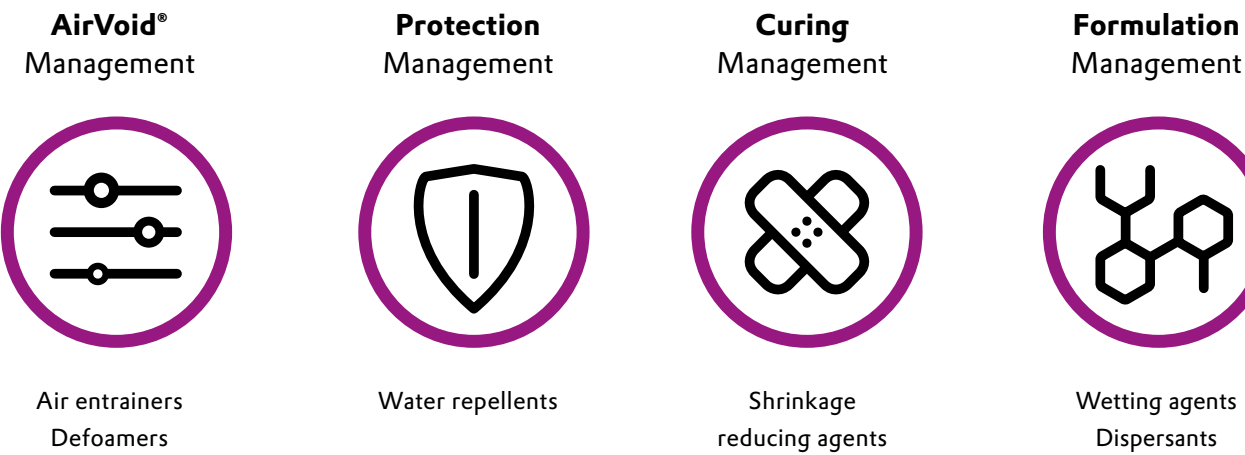 AirVoid®
Management
Protection
Management
Curing
Management
Formulation
Management
Air entrainers
Defoamers
Water repellents
Shrinkage
reducing agents
Wetting agents
Dispersants